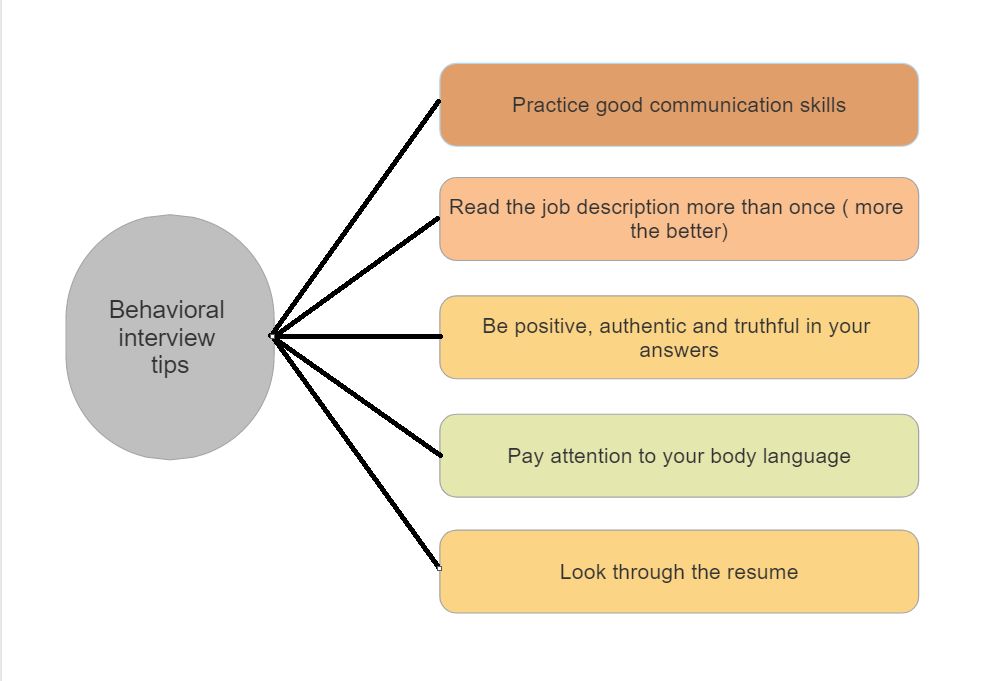 Practice good communication skills
Read the job description more than once ( more
the better)
Behavioral
interview
tips
Be positive, authentic and truthful in your
answers
Pay attention to your body language
Look through the resume